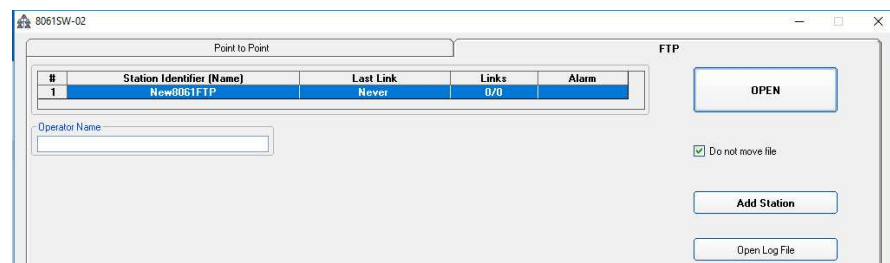 8061SW-02
Point to Point
FTP
# Station Identifier (Name) Last Link Links Alarm
1 New8061FTP Never 0/0
OPEN
Operator Name
Do not move file
Add Station
Open Log File